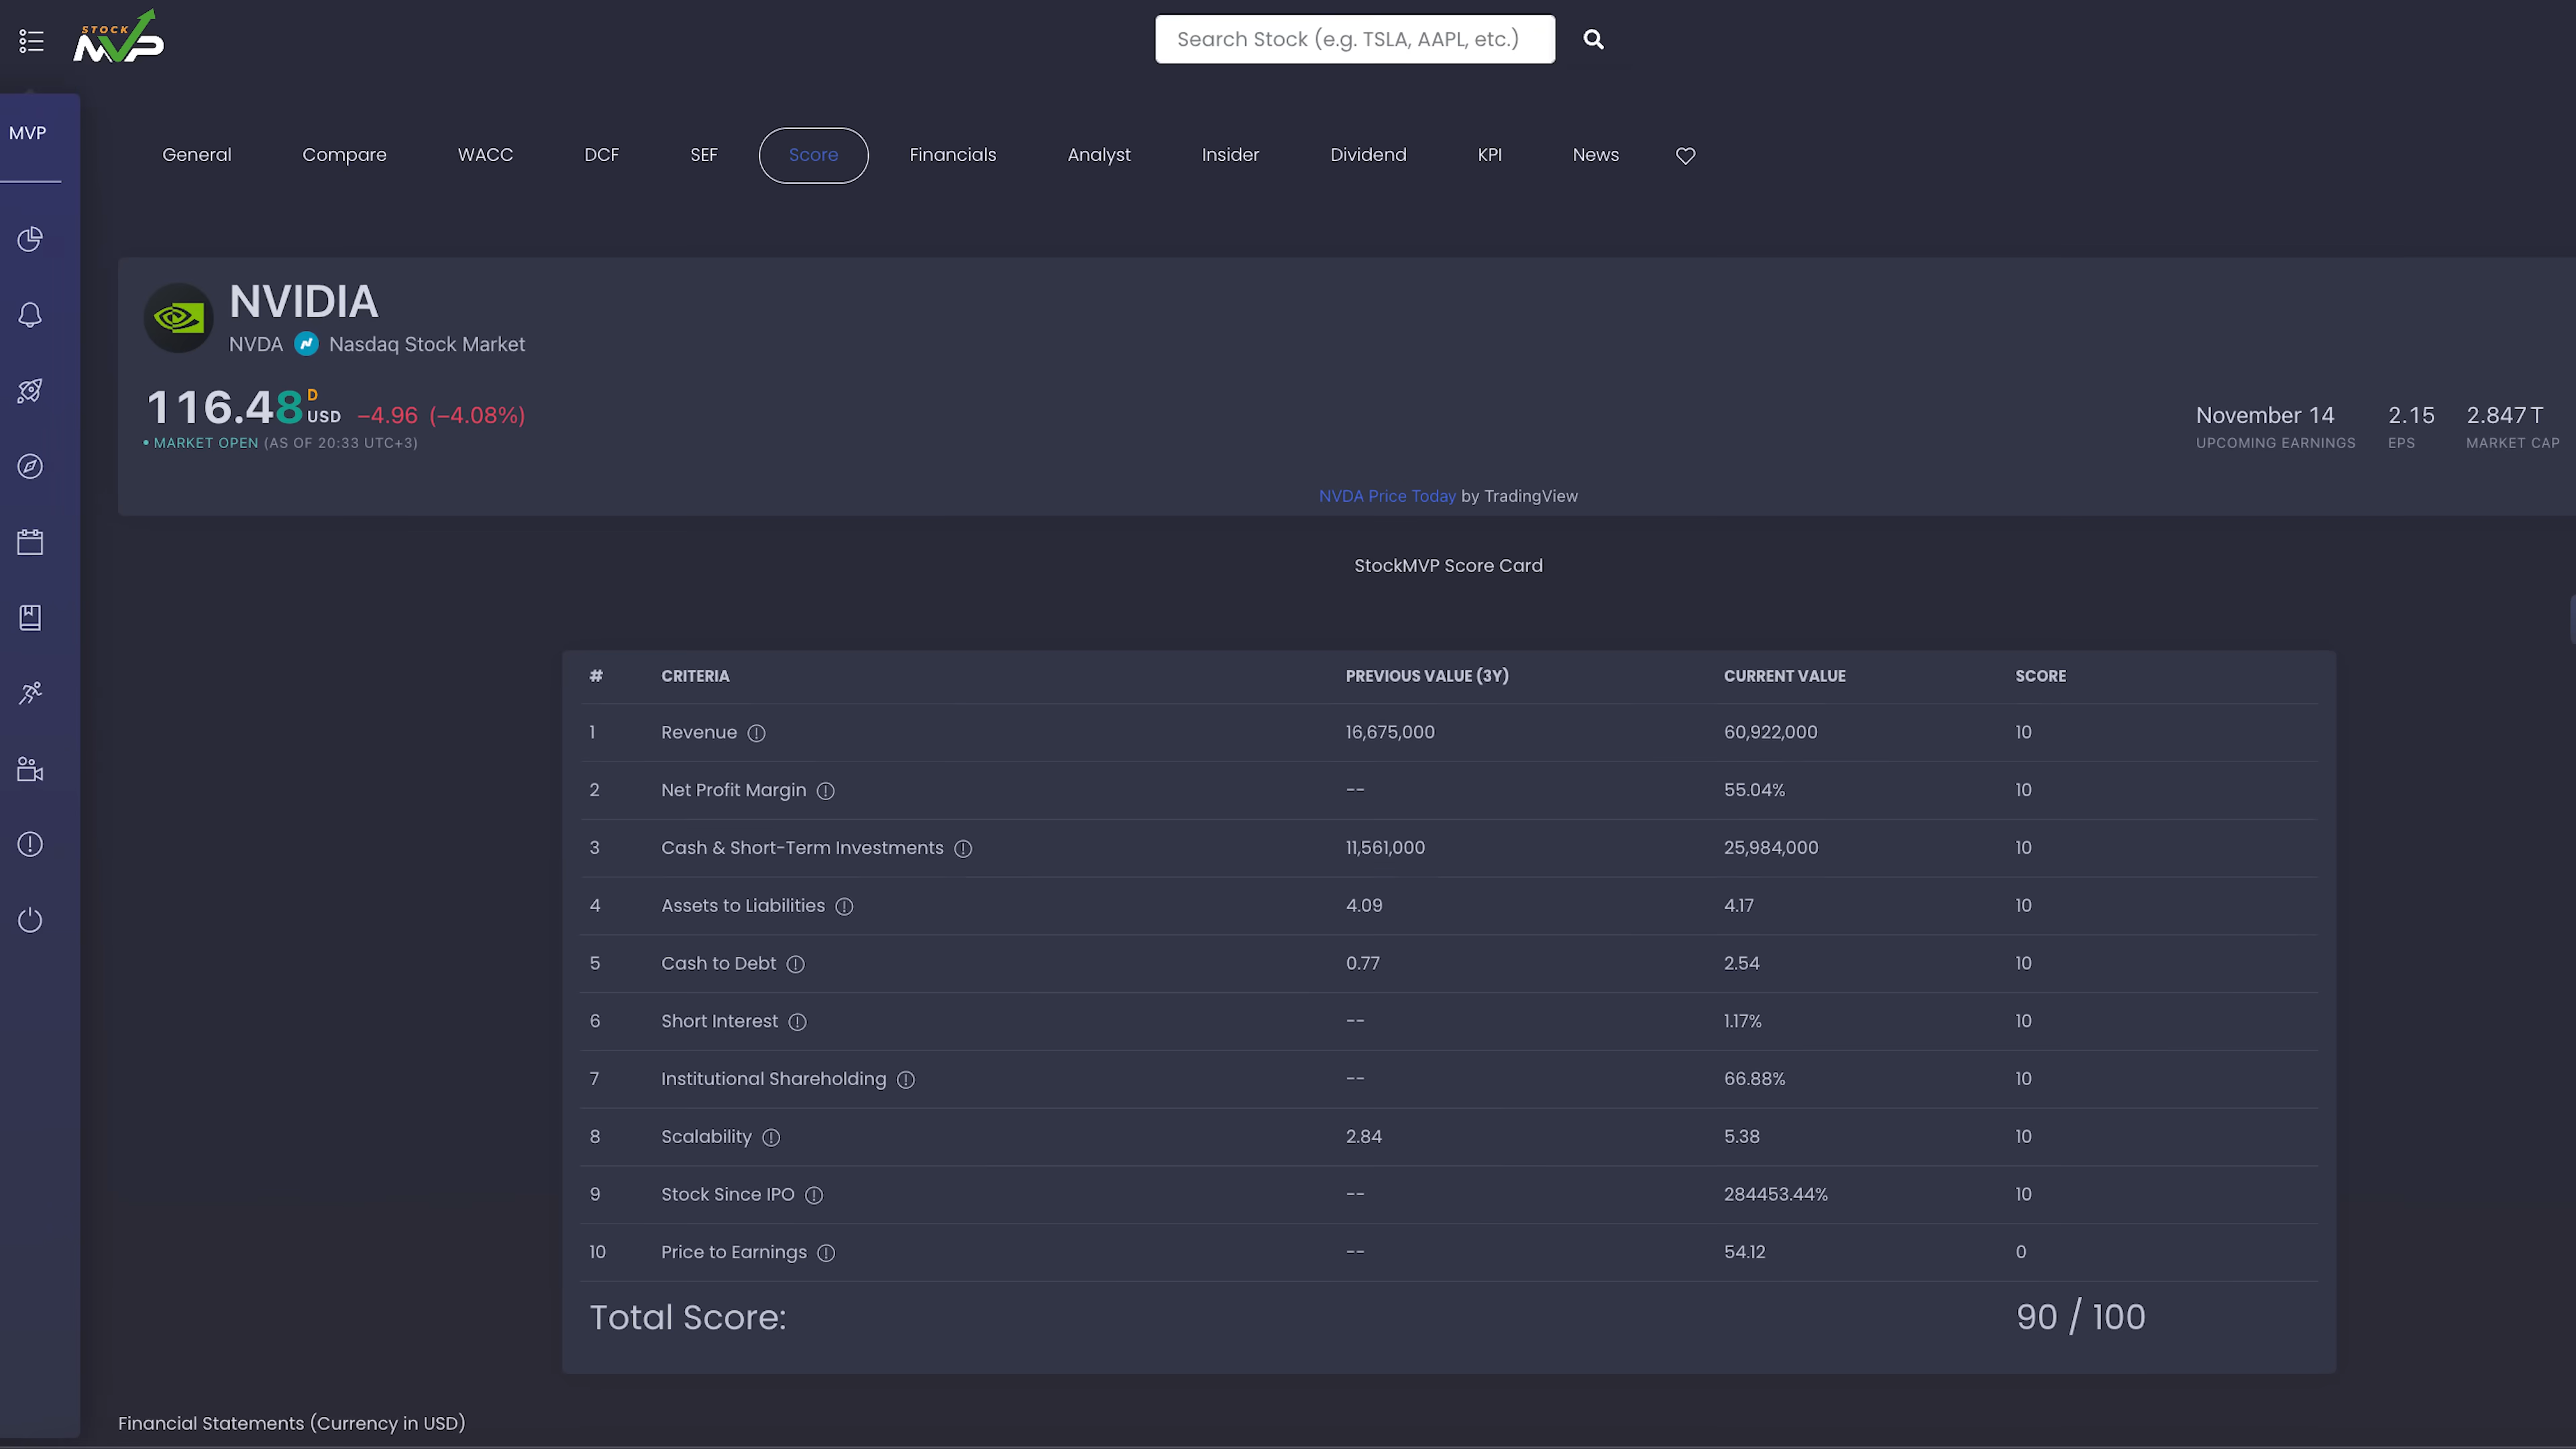 STOCK
MVP
Search Stock (e.g. TSLA, AAPL, etc.)
MVP
General Compare WACC DCF SEF Score Financials Analyst Insider Dividend KPI News
NVIDIA
NVDA Nasdaq Stock Market
116.48 D USD −4.96 (−4.08%)
• MARKET OPEN (AS OF 20:33 UTC+3)
November 14 2.15 2.847 T
UPCOMING EARNINGS EPS MARKET CAP
NVDA Price Today by TradingView
StockMVP Score Card
# CRITERIA PREVIOUS VALUE (3Y) CURRENT VALUE SCORE
1 Revenue 16,675,000 60,922,000 10
2 Net Profit Margin -- 55.04% 10
3 Cash & Short-Term Investments 11,561,000 25,984,000 10
4 Assets to Liabilities 4.09 4.17 10
5 Cash to Debt 0.77 2.54 10
6 Short Interest -- 1.17% 10
7 Institutional Shareholding -- 66.88% 10
8 Scalability 2.84 5.38 10
9 Stock Since IPO -- 284453.44% 10
10 Price to Earnings -- 54.12 0
Total Score: 90 / 100
Financial Statements (Currency in USD)